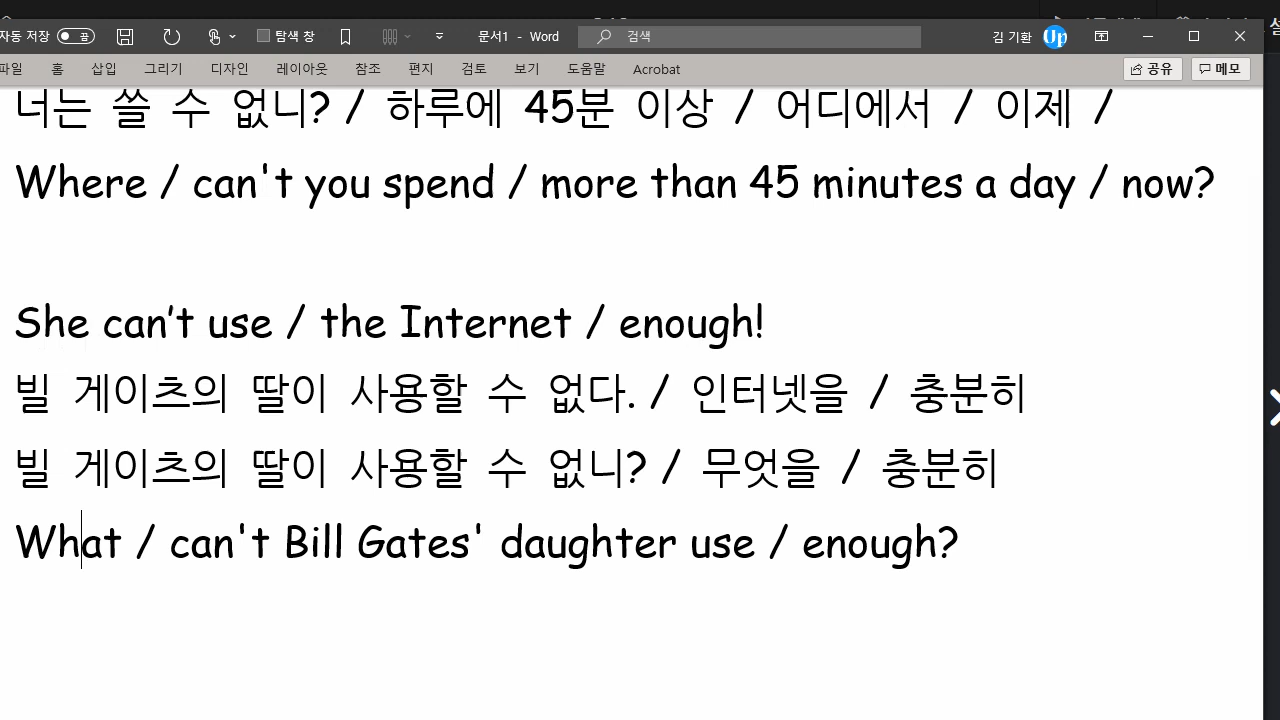 자동 저장 검색 탐색 창 문서1 - Word 검색 김 기환 Up
파일 홈 삽입 그리기 디자인 레이아웃 참조 편지 검토 보기 도움말 Acrobat 공유 메모
너는 쓸 수 없니? / 하루에 45분 이상 / 어디에서 / 이제 /
Where / can't you spend / more than 45 minutes a day / now?
She can’t use / the Internet / enough!
빌 게이츠의 딸이 사용할 수 없다. / 인터넷을 / 충분히
빌 게이츠의 딸이 사용할 수 없니? / 무엇을 / 충분히
What / can't Bill Gates' daughter use / enough?